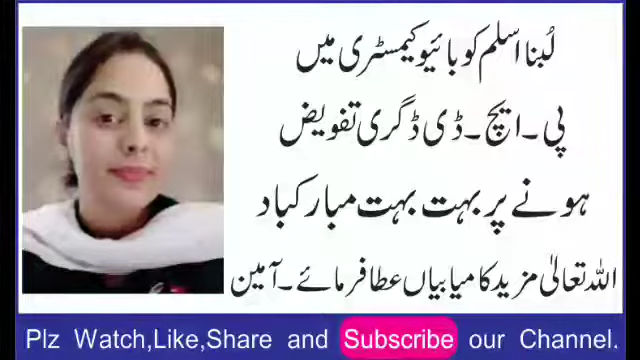 لُبنا اسلم کو بائیو کیمسٹری میں
پی۔ایچ۔ڈی ڈگری تفویض
ہونے پر بہت بہت مبارکباد
اللہ تعالیٰ مزید کامیابیاں عطا فرمائے۔آمین
Plz Watch,Like,Share and Subscribe our Channel.